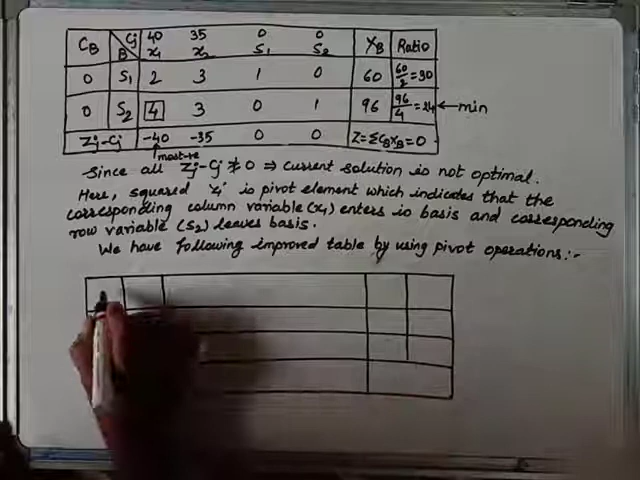 CB B Cj 40 35 0 0 XB Ratio
x1 x2 S1 S2
0 S1 2 3 1 0 60 60/2=30
0 S2 4 3 0 1 96 96/4=24 ← min
Zj-Cj -40 -35 0 0 Z=ΣCBXB=0
↑ most-ve
Since all Zj-Cj ≱ 0 ⇒ current solution is not optimal.
Here, squared '4' is pivot element which indicates that the
corresponding column variable (x1) enters in basis and corresponding
row variable (S2) leaves basis.
We have following improved table by using pivot operations:-